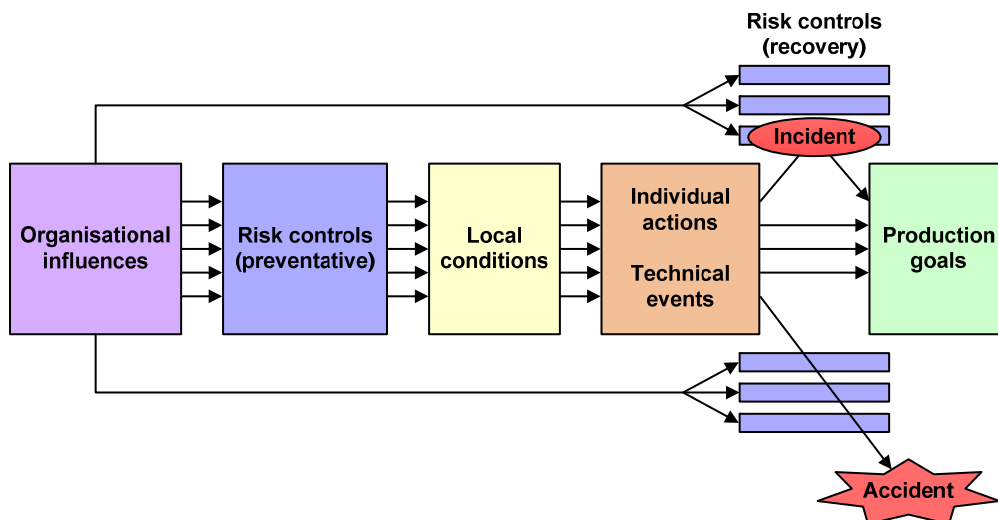 Risk controls
(recovery)
Incident
Organisational
influences
Risk controls
(preventative)
Local
conditions
Individual
actions
Technical
events
Production
goals
Accident